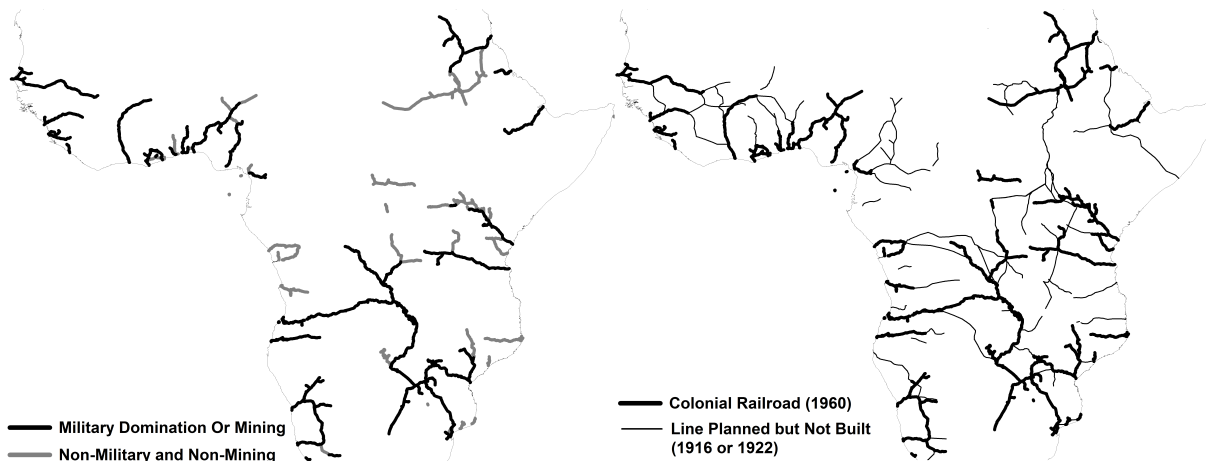 Military Domination Or Mining
Non-Military and Non-Mining
Colonial Railroad (1960)
Line Planned but Not Built
(1916 or 1922)